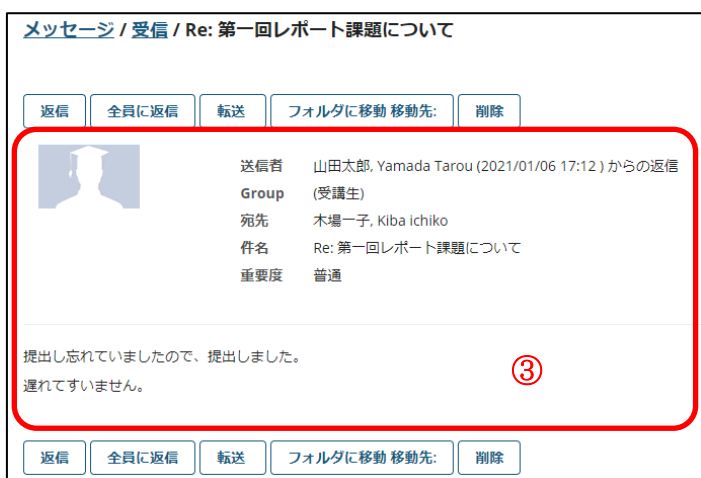 メッセージ / 受信 / Re: 第一回レポート課題について
返信 全員に返信 転送 フォルダに移動 移動先: 削除
送信者 山田太郎, Yamada Tarou (2021/01/06 17:12 ) からの返信
Group (受講生)
宛先 木場一子, Kiba ichiko
件名 Re: 第一回レポート課題について
重要度 普通
提出し忘れていましたので、提出しました。
遅れてすいません。
③
返信 全員に返信 転送 フォルダに移動 移動先: 削除